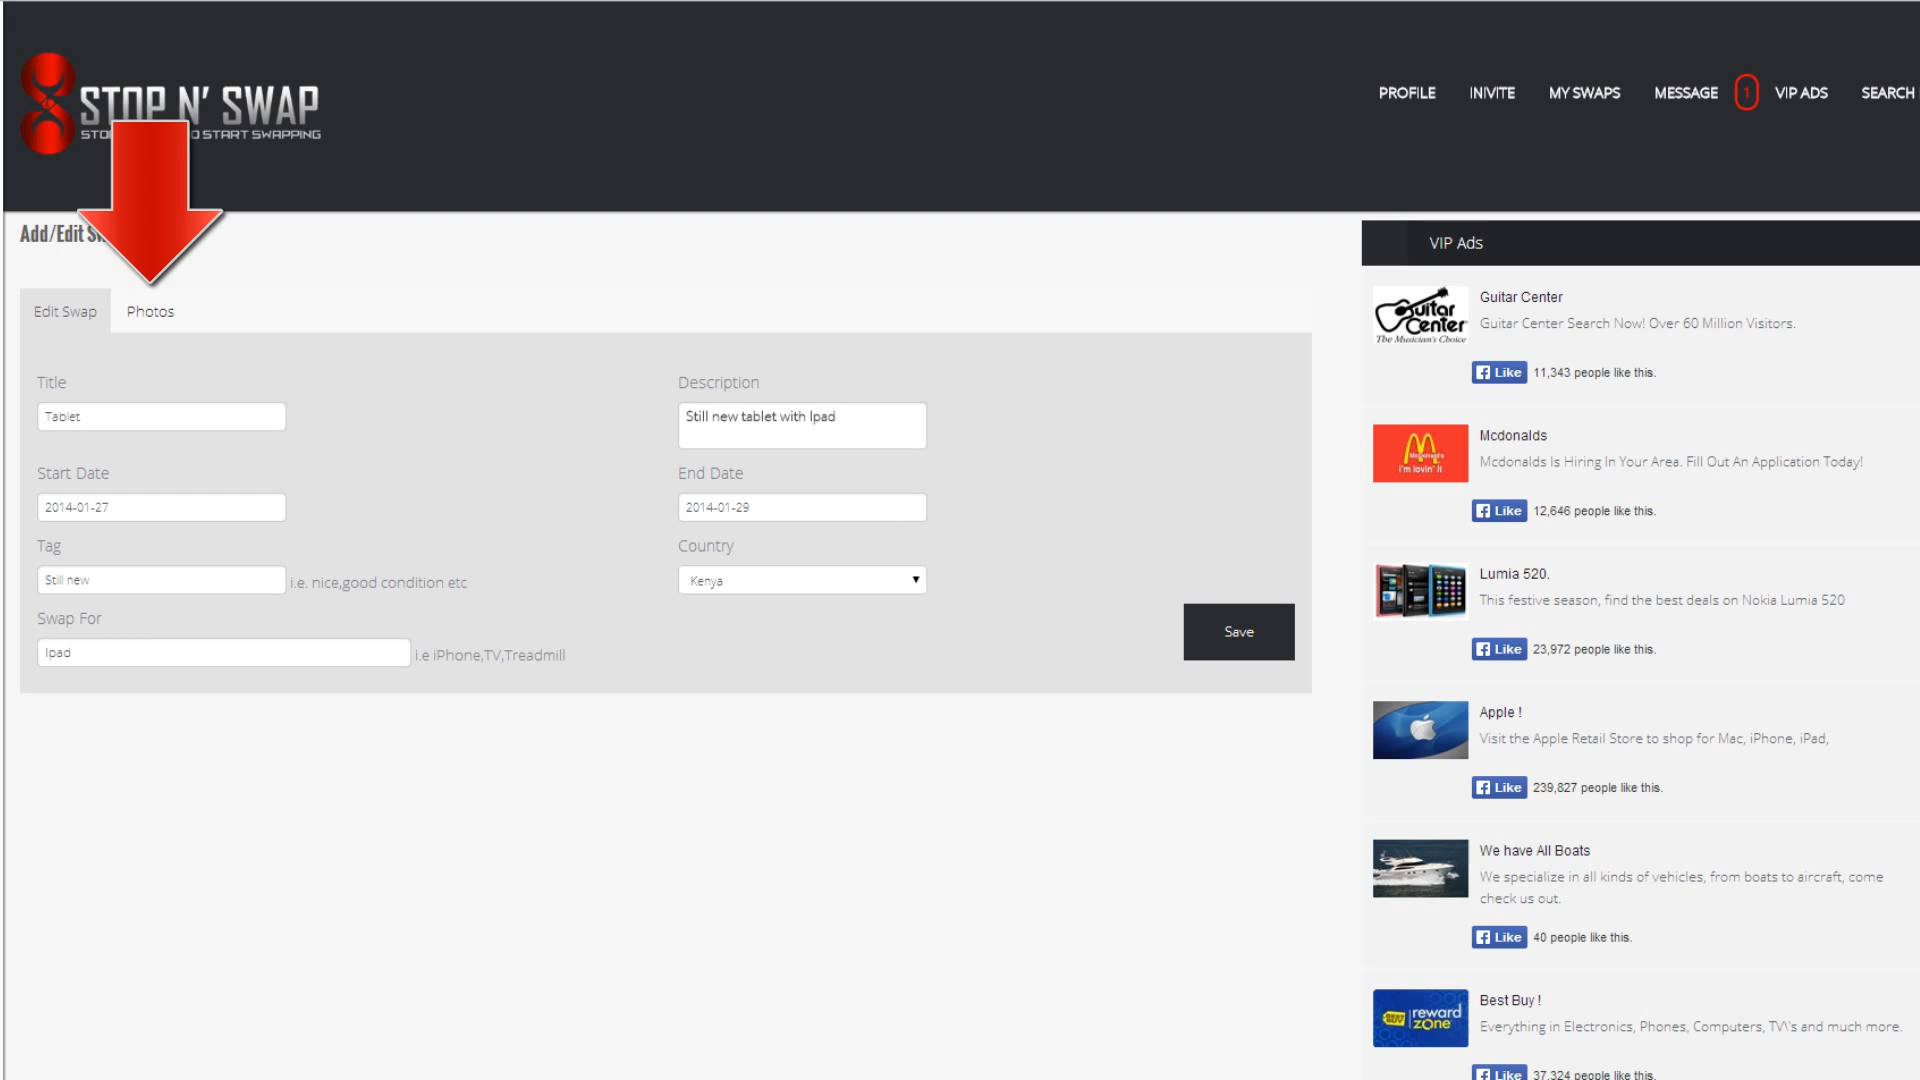 STOP N' SWAP
START SWAPPING
PROFILE
INIVITE
MY SWAPS
MESSAGE
1
VIP ADS
SEARCH
Add/Edit
Edit Swap
Photos
Title
Tablet
Description
Still new tablet with Ipad
Start Date
2014-01-27
End Date
2014-01-29
Tag
Still new
i.e. nice,good condition etc
Country
Kenya
Swap For
Ipad
i.e iPhone,TV,Treadmill
Save
VIP Ads
Guitar Center
The Musician's Choice
Guitar Center
Guitar Center Search Now! Over 60 Million Visitors.
Like 11,343 people like this.
McDonald's
i'm lovin' it
Mcdonalds
Mcdonalds Is Hiring In Your Area. Fill Out An Application Today!
Like 12,646 people like this.
Lumia 520.
This festive season, find the best deals on Nokia Lumia 520
Like 23,972 people like this.
Apple !
Visit the Apple Retail Store to shop for Mac, iPhone, iPad,
Like 239,827 people like this.
We have All Boats
We specialize in all kinds of vehicles, from boats to aircraft, come
check us out.
Like 40 people like this.
BEST BUY reward zone
Best Buy !
Everything in Electronics, Phones, Computers, TV\'s and much more.
Like 37,324 people like this.